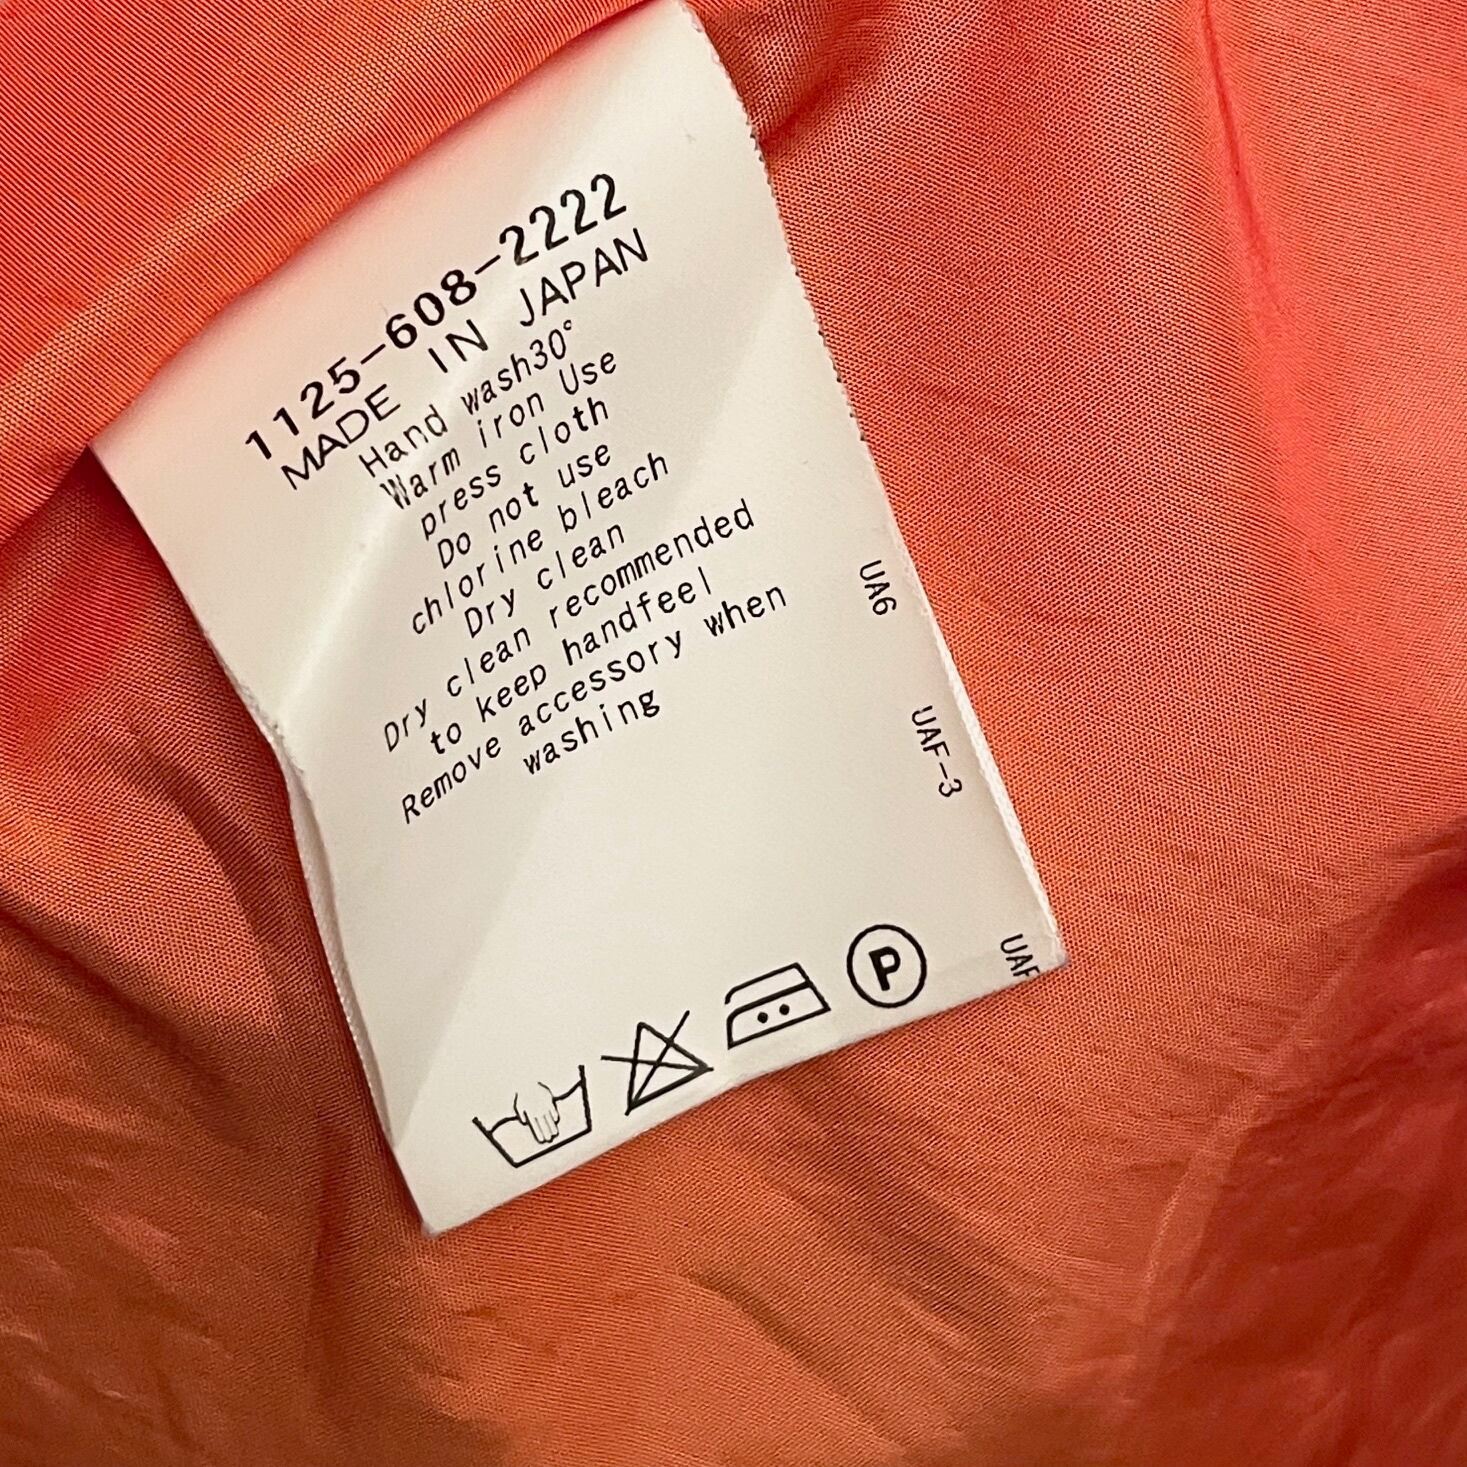 1125-608-2222
MADE IN JAPAN
Hand wash30°
Warm iron Use
press cloth
Do not use
chlorine bleach
Dry clean
Dry clean recommended
to keep handfeel
Remove accessory when
washing
UA6
UAF-3
UAF
P